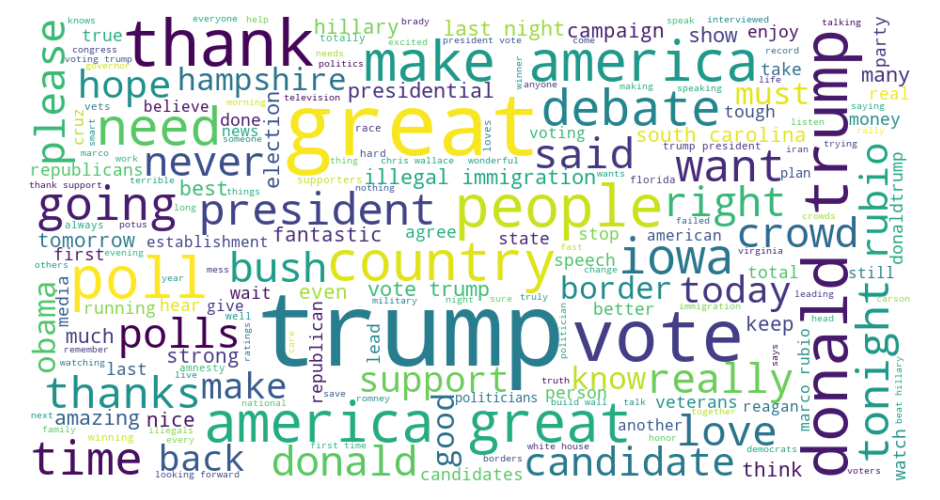 knows
everyone
help
true
hillary
last night
campaign
speak
interviewed
show
enjoy
talking
totally
brady
excited
president vote
come
needs
congress
voting trump
politics
governor
please
thank
hope
hampshire
presidential
make america
must
take
record
life
making
speaking
winner
anyone
many
party
real
cruz
vets
smart
believe
morning
television
done
news
someone
need
great
debate
tough
money
saying
listen
rally
race
loves
voting
south carolina
marco
work
never
election
thing
hard
chris wallace
wonderful
said
wants
want
trump president
iran
trying
republicans
terrible
best
things
supporters
nothing
illegal immigration
florida
plan
thank support
long
going
president
people
right
rubio
donaldtrump
always
potus
fantastic
agree
state
stop
failed
american
crowds
crowd
virginia
tomorrow
establishment
first
evening
others
year
mess
poll
bush
country
speech
fast
change
iowa
total
still
running
hear
give
wait
even
vote trump
border
today
leading
carson
obama
media
well
military
night
sure
truly
better
immigration
head
much
polls
ratings
care
republican
lead
trump
politician
vote
keep
says
remember
strong
watching
last
live
amnesty
save
romney
truth
support
know
really
donald trump
tonight
marco rubio
watch
beat hillary
thanks
make
national
good
politicians
build wall
person
talk
veterans
together
reagan
next
amazing
nice
america great
another
love
honor
democrats
family
winning
illegals
every
first time
white house
voters
time
back
looking forward
donald
borders
candidates
candidate
think